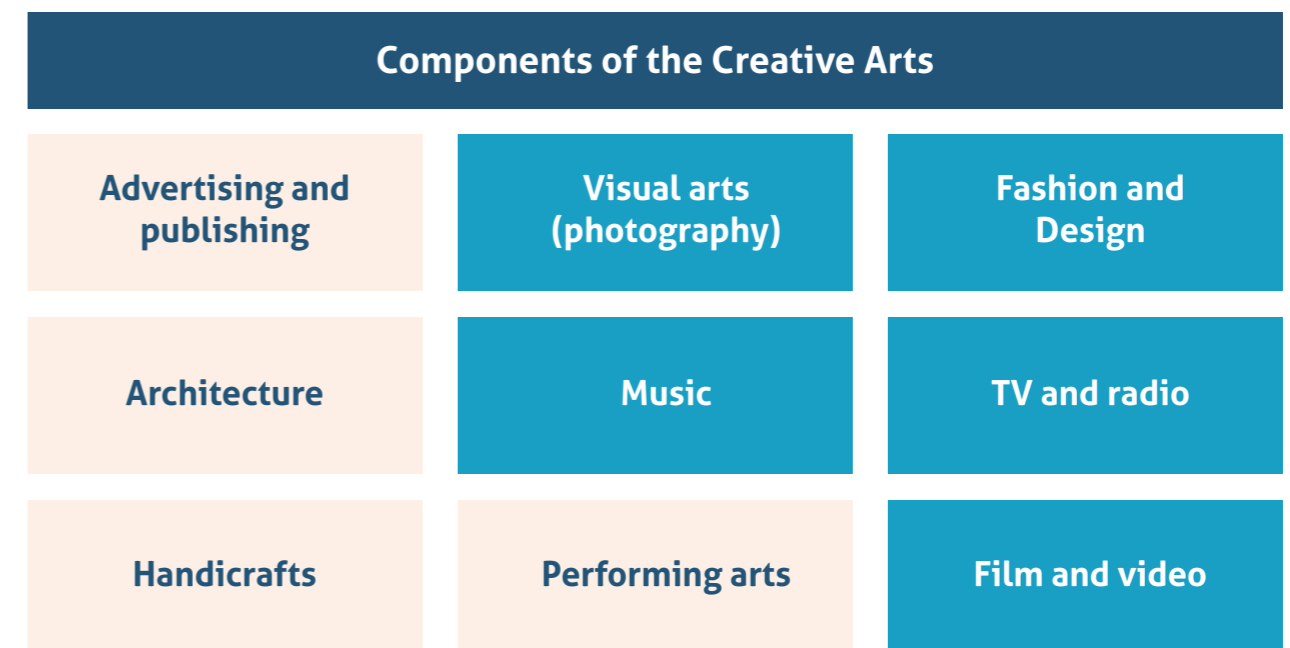 Components of the Creative Arts
Advertising and
publishing
Visual arts
(photography)
Fashion and
Design
Architecture
Music
TV and radio
Handicrafts
Performing arts
Film and video